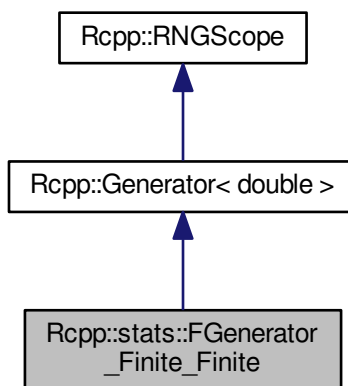 Rcpp::RNGScope
Rcpp::Generator< double >
Rcpp::stats::FGenerator
_Finite_Finite